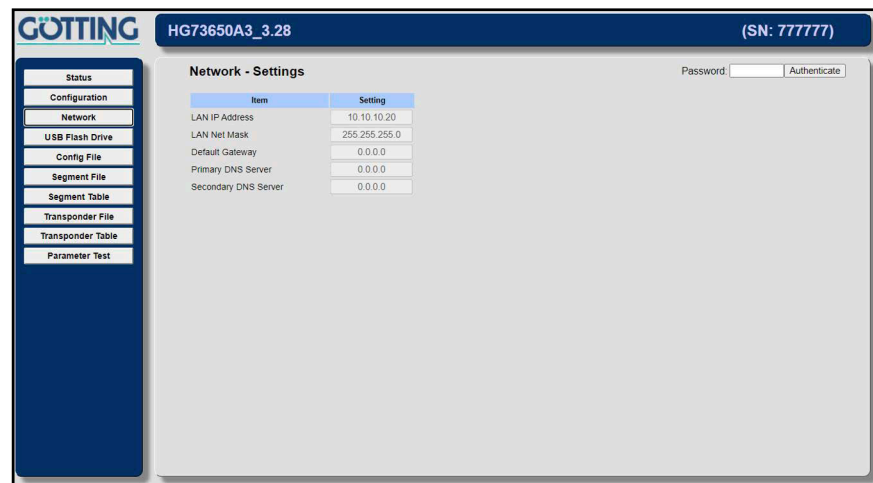 GÖTTING
HG73650A3_3.28 (SN: 777777)
Status
Configuration
Network
USB Flash Drive
Config File
Segment File
Segment Table
Transponder File
Transponder Table
Parameter Test
Network - Settings
Password: Authenticate
Item Setting
LAN IP Address 10.10.10.20
LAN Net Mask 255.255.255.0
Default Gateway 0.0.0.0
Primary DNS Server 0.0.0.0
Secondary DNS Server 0.0.0.0